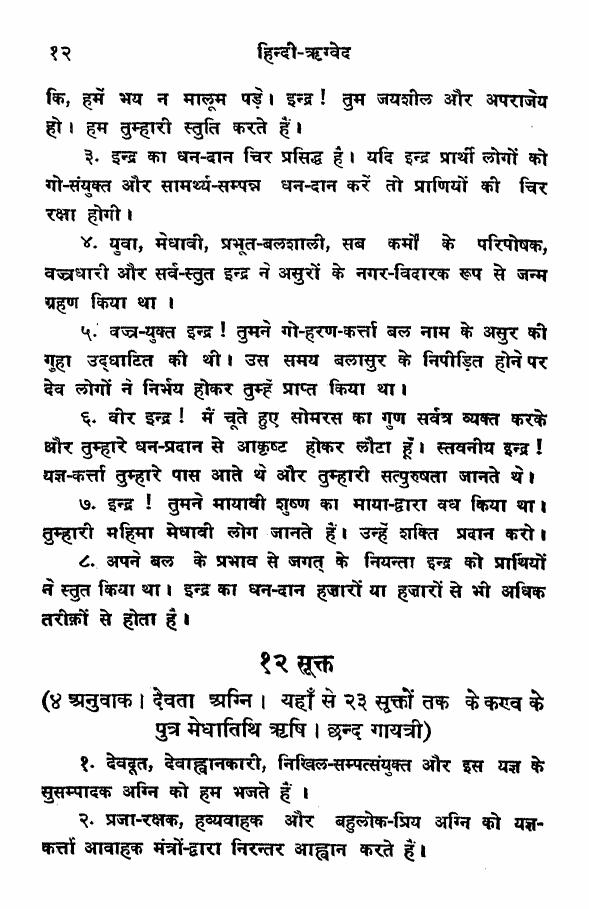 १२ हिन्दी-ऋग्वेद
कि, हमें भय न मालूम पड़े। इन्द्र! तुम जयशील और अपराजेय
हो। हम तुम्हारी स्तुति करते हैं।
३. इन्द्र का धन-दान चिर प्रसिद्ध है। यदि इन्द्र प्रार्थी लोगों को
गो-संयुक्त और सामर्थ्य-सम्पन्न धन-दान करें तो प्राणियों की चिर
रक्षा होगी।
४. युवा, मेधावी, प्रभूत-बलशाली, सब कर्मों के परिपोषक,
वज्रधारी और सर्व-स्तुत इन्द्र ने असुरों के नगर-विदारक रूप से जन्म
ग्रहण किया था ।
५. वज्र-युक्त इन्द्र! तुमने गो-हरण-कर्त्ता बल नाम के असुर की
गुहा उद्घाटित की थी। उस समय बलासुर के निपीड़ित होने पर
देव लोगों ने निर्भय होकर तुम्हें प्राप्त किया था।
६. वीर इन्द्र! मैं चूते हुए सोमरस का गुण सर्वत्र व्यक्त करके
और तुम्हारे धन-प्रदान से आकृष्ट होकर लौटा हूँ। स्तवनीय इन्द्र!
यज्ञ-कर्त्ता तुम्हारे पास आते थे और तुम्हारी सत्पुरुषता जानते थे।
७. इन्द्र ! तुमने मायावी शुष्ण का माया-द्वारा वध किया था।
तुम्हारी महिमा मेधावी लोग जानते हैं। उन्हें शक्ति प्रदान करो।
८. अपने बल के प्रभाव से जगत् के नियन्ता इन्द्र को प्रार्थियों
ने स्तुत किया था। इन्द्र का धन-दान हज़ारों या हज़ारों से भी अधिक
तरीक़ों से होता है।
१२ सूक्त
(४ अनुवाक। देवता अग्नि। यहाँ से २३ सूक्तों तक के कण्व के
पुत्र मेधातिथि ऋषि। छन्द गायत्री)
१. देवदूत, देवाह्वानकारी, निखिल-सम्पत्संयुक्त और इस यज्ञ के
सुसम्पादक अग्नि को हम भजते हैं ।
२. प्रजा-रक्षक, हव्यवाहक और बहुलोक-प्रिय अग्नि को यज्ञ-
कर्त्ता आवाहक मंत्रों-द्वारा निरन्तर आह्वान करते हैं।